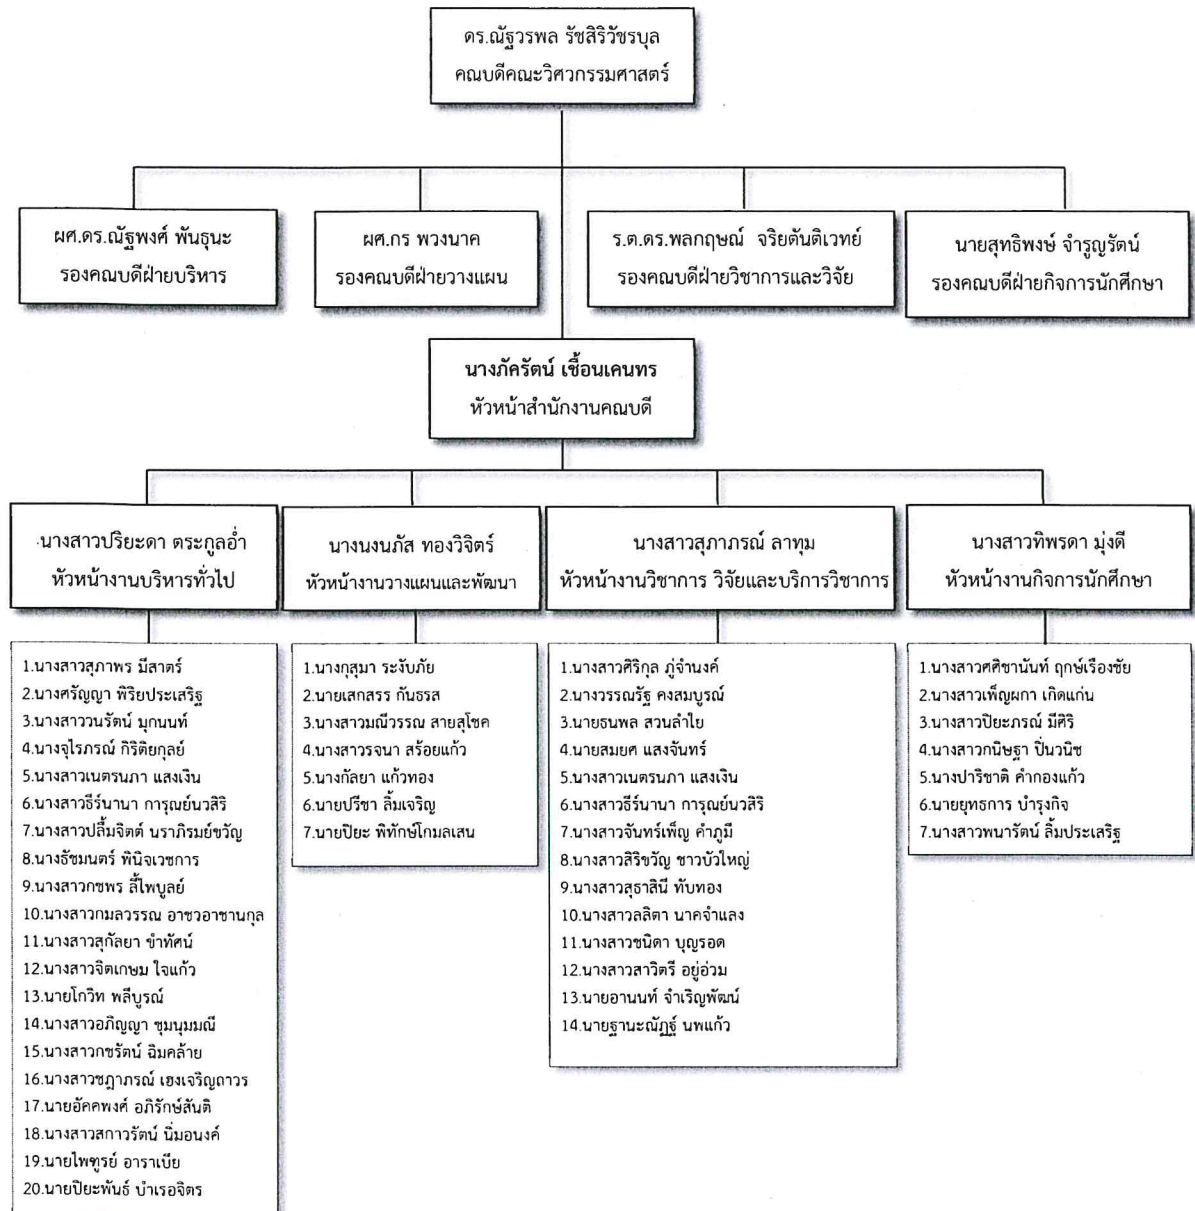 ดร.ณัฐวรพล รัชสิริวัชรบุล
คณบดีคณะวิศวกรรมศาสตร์
ผศ.ดร.ณัฐพงศ์ พันธุนะ
รองคณบดีฝ่ายบริหาร
ผศ.กร พวงนาค
รองคณบดีฝ่ายวางแผน
ร.ต.ดร.พลกฤษณ์ จริยตันติเวทย์
รองคณบดีฝ่ายวิชาการและวิจัย
นายสุทธิพงษ์ จำรูญรัตน์
รองคณบดีฝ่ายกิจการนักศึกษา
นางภัครัตน์ เชื้อนเคนทร
หัวหน้าสำนักงานคณบดี
นางสาวปริยะดา ตระกูลอ่ำ
หัวหน้างานบริหารทั่วไป
นางนงนภัส ทองวิจิตร์
หัวหน้างานวางแผนและพัฒนา
นางสาวสุภาภรณ์ ลาทุม
หัวหน้างานวิชาการ วิจัยและบริการวิชาการ
นางสาวทิพรดา มุ่งดี
หัวหน้างานกิจการนักศึกษา
1.นางสาวสุภาพร มีสาตร์
2.นางศรัญญา พิริยประเสริฐ
3.นางสาววนรัตน์ มุกนนท์
4.นางจุไรภรณ์ กิริติยกุลย์
5.นางสาวเนตรนภา แสงเงิน
6.นางสาวธีร์นานา การุณย์นวสิริ
7.นางสาวปลื้มจิตต์ นราภิรมย์ขวัญ
8.นางธัชมนตร์ พินิจเวชการ
9.นางสาวกชพร ลี้ไพบูลย์
10.นางสาวกมลวรรณ อาชวอาชานกุล
11.นางสาวสุกัลยา ขำทัศน์
12.นางสาวจิตเกษม ใจแก้ว
13.นายโกวิท พลีบูรณ์
14.นางสาวอภิญญา ชุมนุมมณี
15.นางสาวกชรัตน์ ฉิมคล้าย
16.นางสาวชฎาภรณ์ เฮงเจริญถาวร
17.นายอัคคพงศ์ อภิรักษ์สันติ
18.นางสาวสกาวรัตน์ นิ่มอนงค์
19.นายไพฑูรย์ อาราเบีย
20.นายปิยะพันธ์ บำเรอจิตร
1.นางกุสุมา ระงับภัย
2.นายเสกสรร กันธรส
3.นางสาวมณีวรรณ สายสุโชค
4.นางสาวรจนา สร้อยแก้ว
5.นางกัลยา แก้วทอง
6.นายปรีชา ลิ้มเจริญ
7.นายปิยะ พิทักษ์โกมลเสน
1.นางสาวศิริกุล ภู่จำนงค์
2.นางวรรณรัฐ คงสมบูรณ์
3.นายธนพล สวนลำไย
4.นายสมยศ แสงจันทร์
5.นางสาวเนตรนภา แสงเงิน
6.นางสาวธีร์นานา การุณย์นวสิริ
7.นางสาวจันทร์เพ็ญ คำภูมี
8.นางสาวสิริขวัญ ชาวบัวใหญ่
9.นางสาวสุธาสินี ทับทอง
10.นางสาวลลิตา นาคจำแลง
11.นางสาวชนิดา บุญรอด
12.นางสาวสาวิตรี อยู่อ่วม
13.นายอานนท์ จำเริญพัฒน์
14.นายฐานะณัฏฐ์ นพแก้ว
1.นางสาวศศิชานันท์ ฤกษ์เรืองชัย
2.นางสาวเพ็ญผกา เกิดแก่น
3.นางสาวปิยะภรณ์ มีศิริ
4.นางสาวกนิษฐา ปิ่นวนิช
5.นางปาริชาติ คำกองแก้ว
6.นายยุทธการ บำรุงกิจ
7.นางสาวพนารัตน์ ลิ้มประเสริฐ